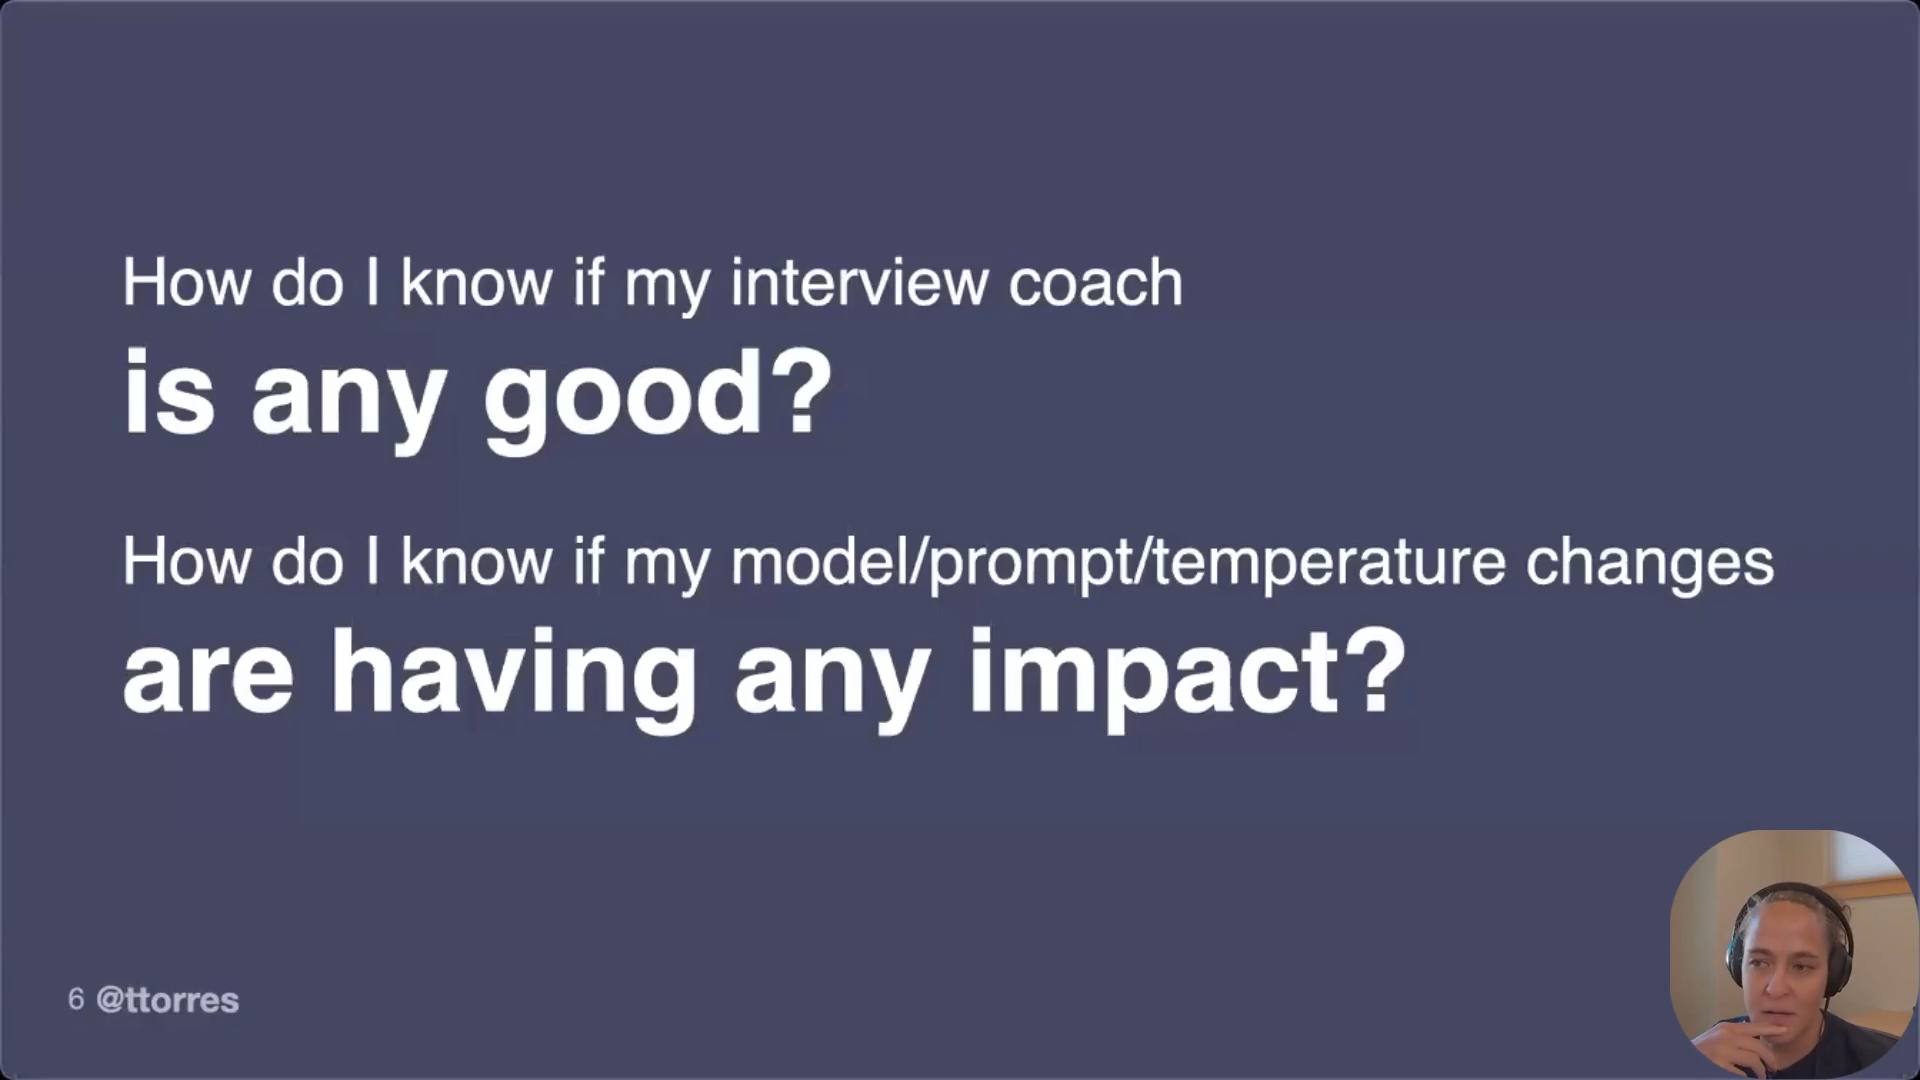 How do I know if my interview coach
is any good?
How do I know if my model/prompt/temperature changes
are having any impact?
6 @ttorres